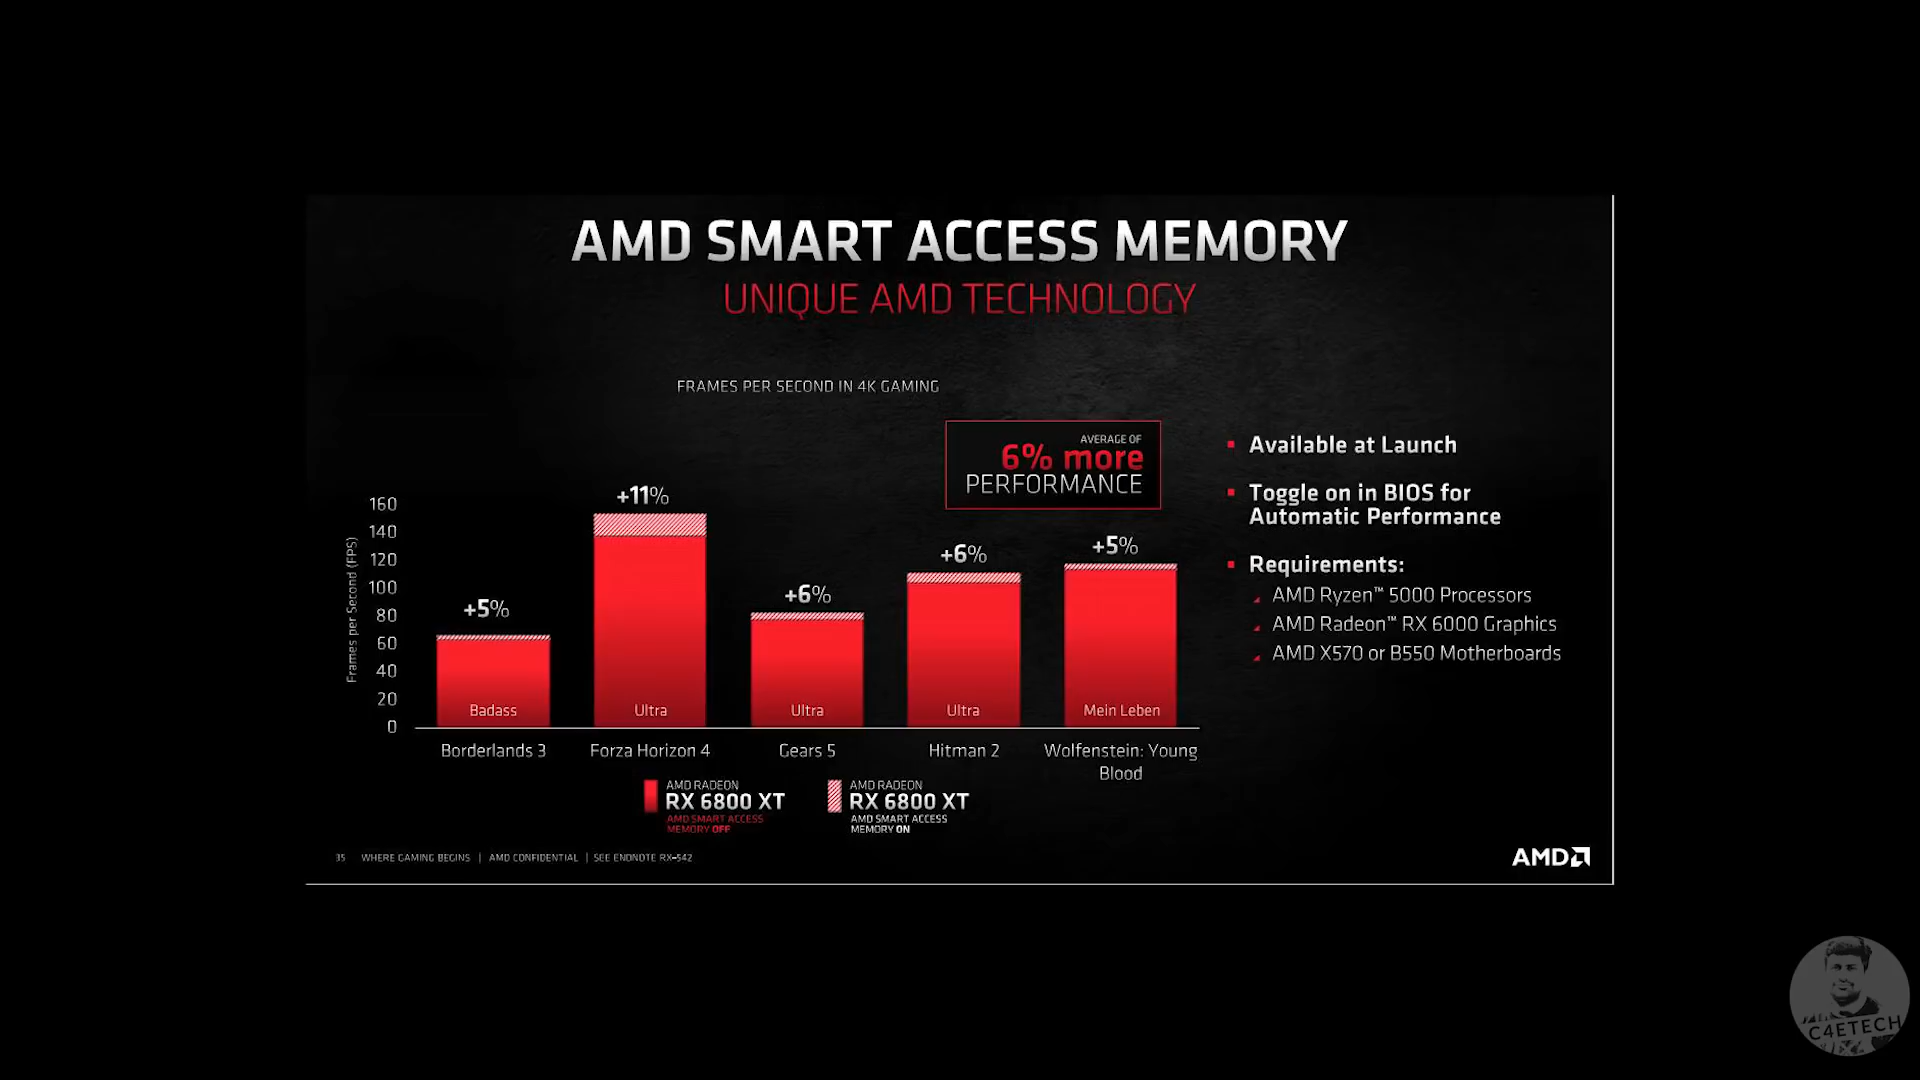 AMD SMART ACCESS MEMORY
UNIQUE AMD TECHNOLOGY
FRAMES PER SECOND IN 4K GAMING
AVERAGE OF
6% more
PERFORMANCE
Frames per Second (FPS)
160
140
120
100
80
60
40
20
0
+5%
+11%
+6%
+6%
+5%
Badass
Ultra
Ultra
Ultra
Mein Leben
Borderlands 3
Forza Horizon 4
Gears 5
Hitman 2
Wolfenstein: Young
Blood
AMD RADEON
RX 6800 XT
AMD SMART ACCESS
MEMORY OFF
AMD RADEON
RX 6800 XT
AMD SMART ACCESS
MEMORY ON
Available at Launch
Toggle on in BIOS for
Automatic Performance
Requirements:
AMD Ryzen™ 5000 Processors
AMD Radeon™ RX 6000 Graphics
AMD X570 or B550 Motherboards
35 WHERE GAMING BEGINS | AMD CONFIDENTIAL | SEE ENDNOTE RX-542
AMD
C4ETECH